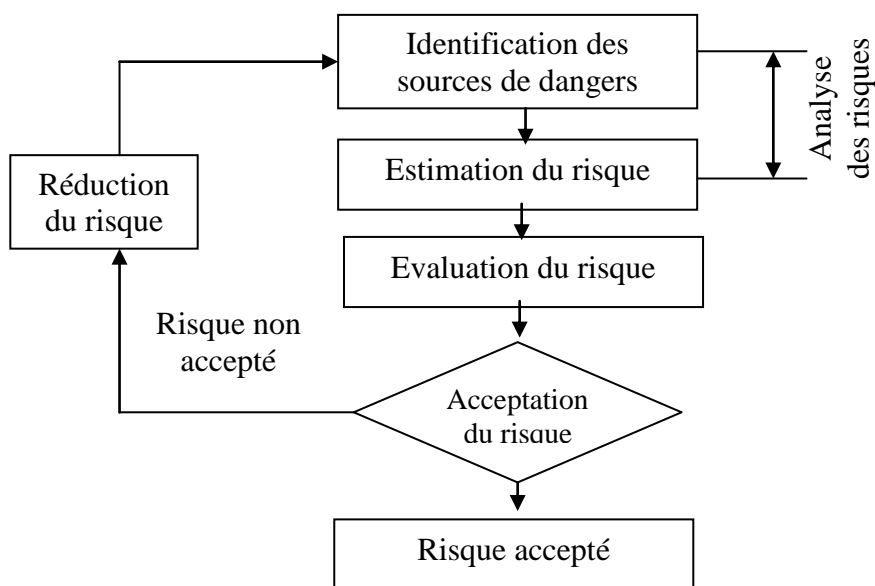 Identification des
sources de dangers
Analyse
des risques
Estimation du risque
Réduction
du risque
Evaluation du risque
Risque non
accepté
Acceptation
du risque
Risque accepté